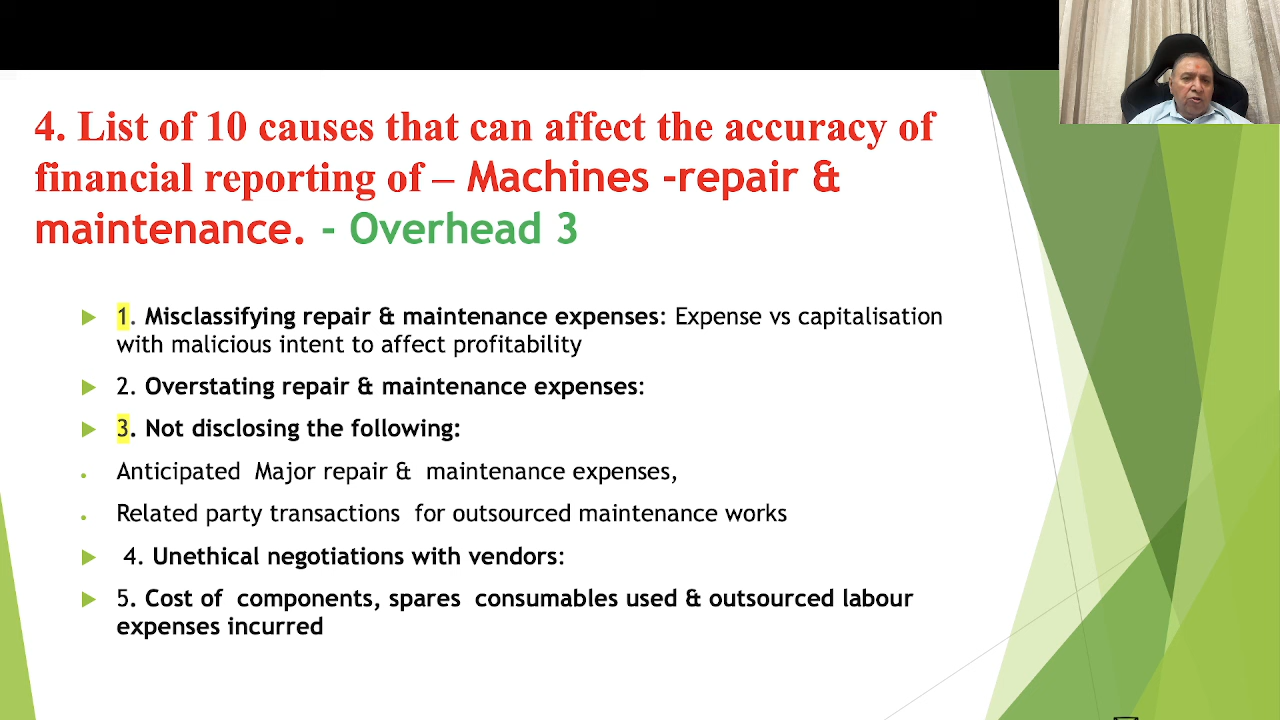 4. List of 10 causes that can affect the accuracy of
financial reporting of – Machines -repair &
maintenance. - Overhead 3
1. Misclassifying repair & maintenance expenses: Expense vs capitalisation
with malicious intent to affect profitability
2. Overstating repair & maintenance expenses:
3. Not disclosing the following:
Anticipated Major repair & maintenance expenses,
Related party transactions for outsourced maintenance works
4. Unethical negotiations with vendors:
5. Cost of components, spares consumables used & outsourced labour
expenses incurred